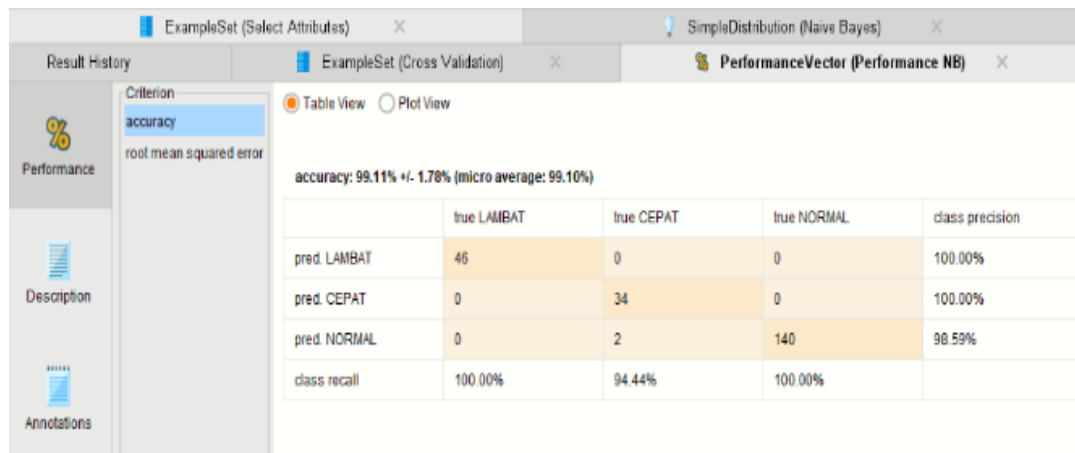 ExampleSet (Select Attributes) SimpleDistribution (Naive Bayes)
Result History ExampleSet (Cross Validation) PerformanceVector (Performance NB)
Performance
Description
Annotations
Criterion
accuracy
root mean squared error
Table View Plot View
accuracy: 99.11% +/- 1.78% (micro average: 99.10%)
true LAMBAT true CEPAT true NORMAL class precision
pred. LAMBAT 46 0 0 100.00%
pred. CEPAT 0 34 0 100.00%
pred. NORMAL 0 2 140 98.59%
class recall 100.00% 94.44% 100.00%